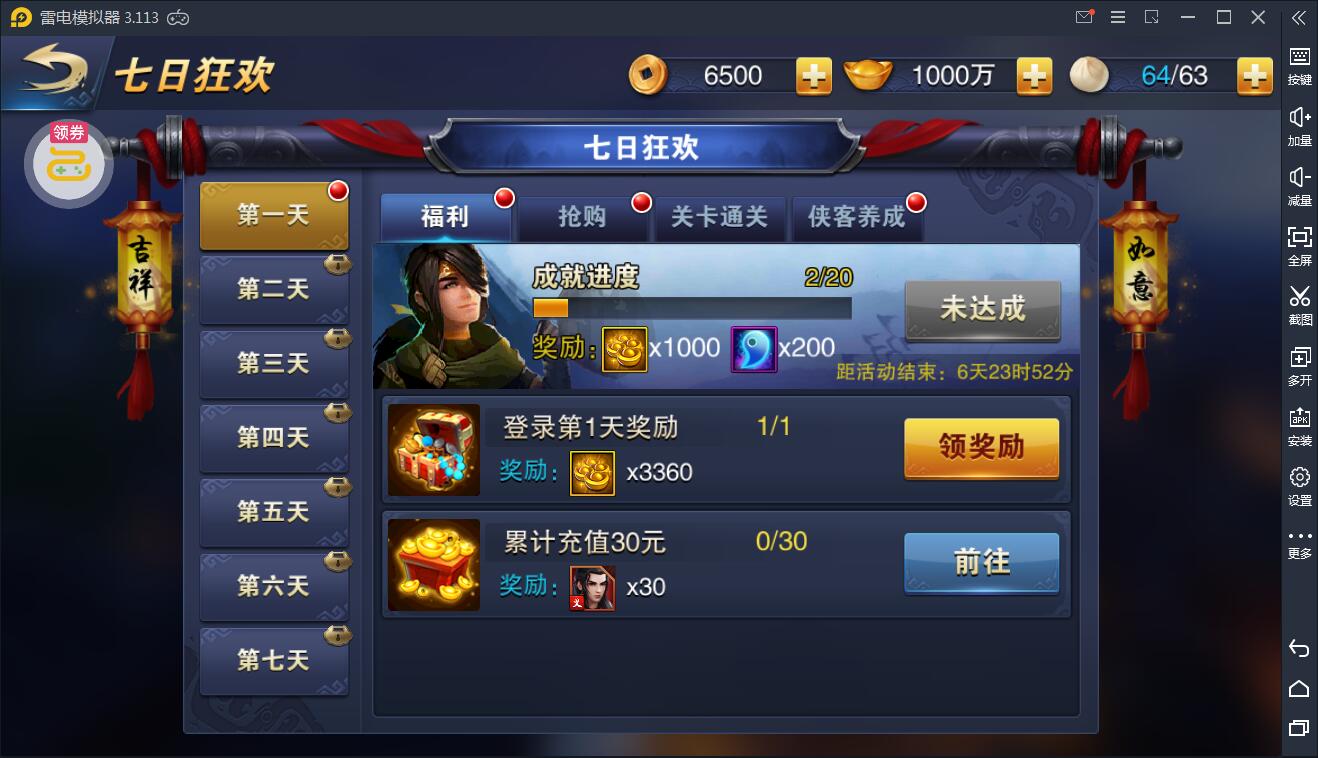 雷电模拟器 3.113
七日狂欢
6500
1000万
64/63
领券
七日狂欢
吉祥
如意
第一天
第二天
第三天
第四天
第五天
第六天
第七天
福利
抢购
关卡通关
侠客养成
成就进度
2/20
未达成
奖励:
x1000
x200
距活动结束：6天23时52分
登录第1天奖励
1/1
奖励:
x3360
领奖励
累计充值30元
0/30
奖励:
x30
前往
按键
加量
减量
全屏
截图
多开
APK
安装
设置
更多